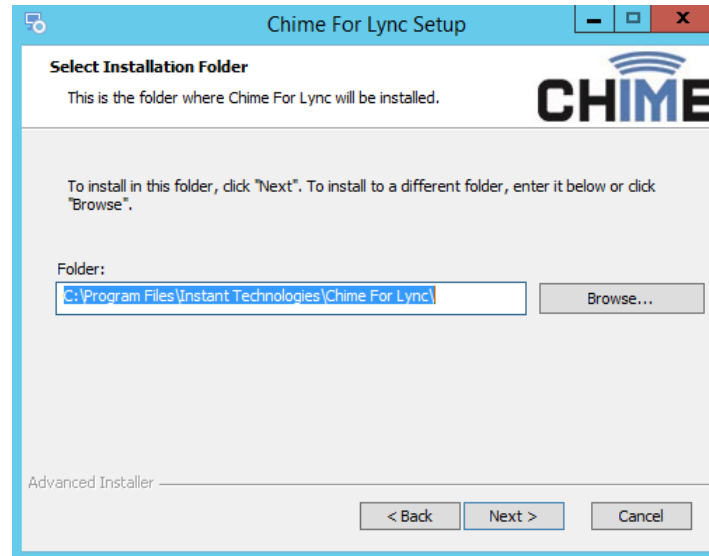 Chime For Lync Setup
Select Installation Folder
This is the folder where Chime For Lync will be installed.
CHIME
To install in this folder, click "Next". To install to a different folder, enter it below or click
"Browse".
Folder:
C:\Program Files\Instant Technologies\Chime For Lync\
Browse...
Advanced Installer
< Back
Next >
Cancel